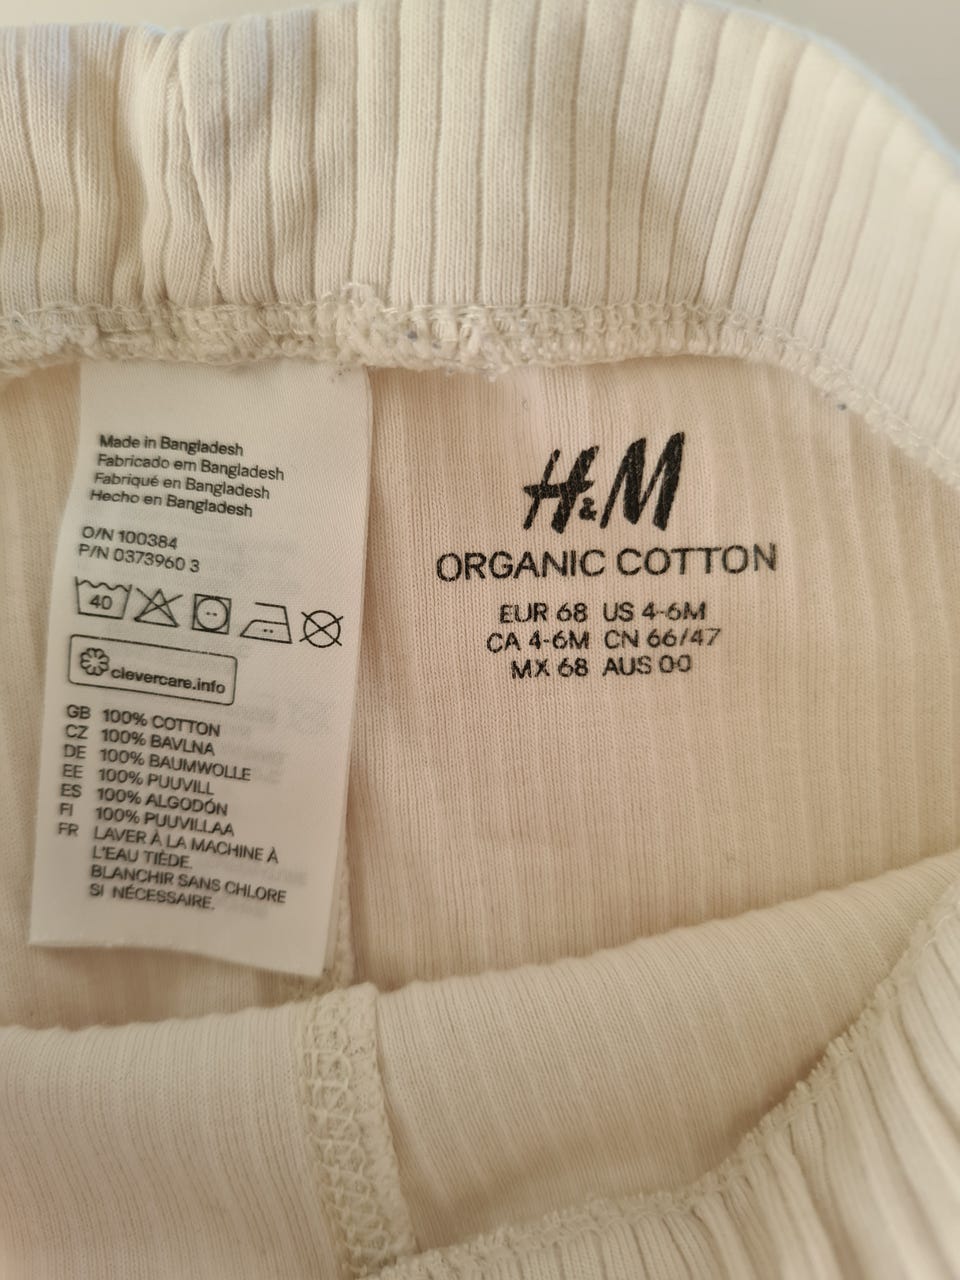 Made in Bangladesh
Fabricado em Bangladesh
Fabriqué en Bangladesh
Hecho en Bangladesh
O/N 100384
P/N 0373960 3
40
clevercare.info
GB 100% COTTON
CZ 100% BAVLNA
DE 100% BAUMWOLLE
EE 100% PUUVILL
ES 100% ALGODÓN
FI 100% PUUVILLAA
FR LAVER À LA MACHINE À
L'EAU TIÈDE.
BLANCHIR SANS CHLORE
SI NÉCESSAIRE.
H&M
ORGANIC COTTON
EUR 68 US 4-6M
CA 4-6M CN 66/47
MX 68 AUS 00